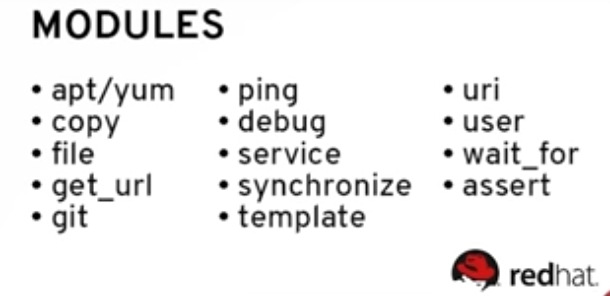 MODULES
• apt/yum
• copy
• file
• get_url
• git
• ping
• debug
• service
• synchronize
• template
• uri
• user
• wait_for
• assert
redhat.